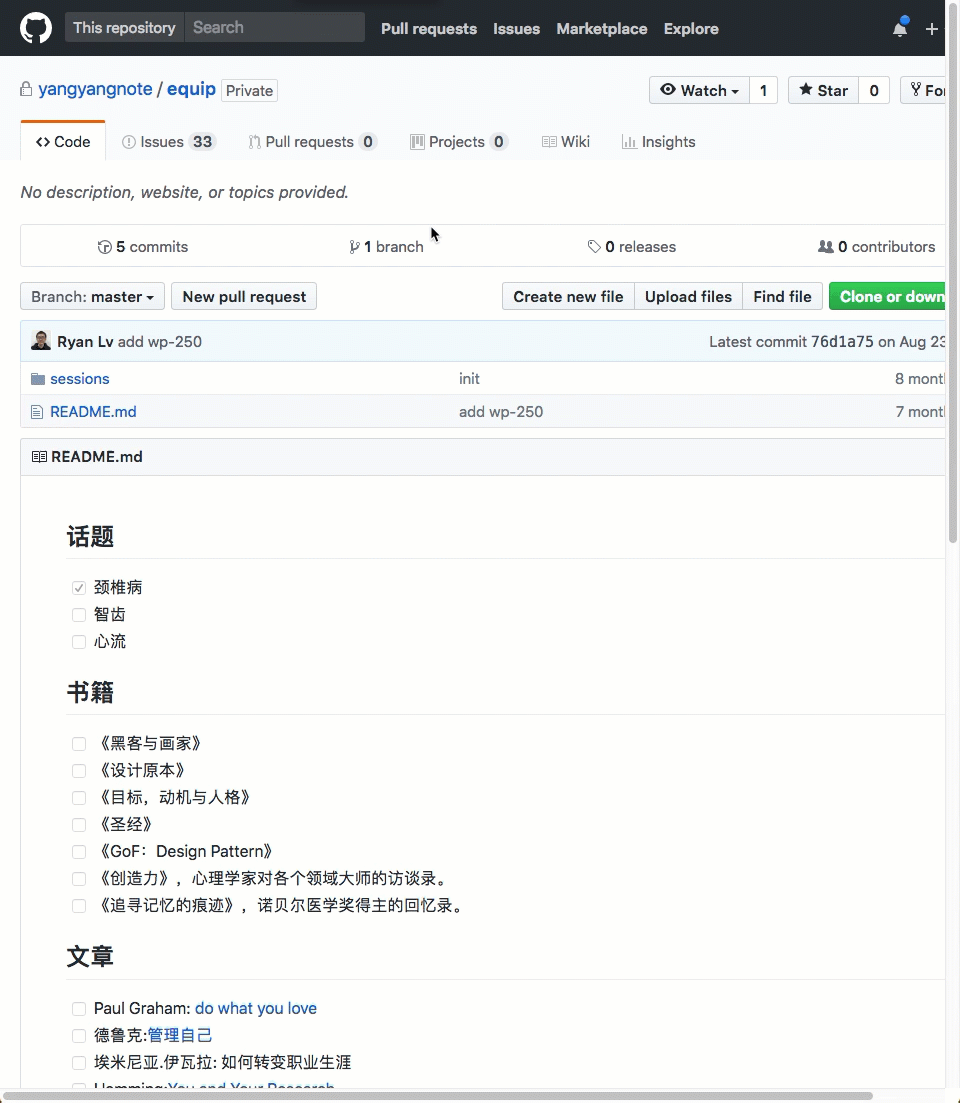 This repository Search Pull requests Issues Marketplace Explore
yangyangnote / equip Private Watch 1 Star 0
Code Issues 33 Pull requests 0 Projects 0 Wiki Insights
No description, website, or topics provided.
5 commits 1 branch 0 releases 0 contributors
Branch: master New pull request Create new file Upload files Find file Clone or down
Ryan Lv add wp-250 Latest commit 76d1a75 on Aug 23
sessions init 8 mont
README.md add wp-250 7 mont
README.md
话题
颈椎病
智齿
心流
书籍
《黑客与画家》
《设计原本》
《目标，动机与人格》
《圣经》
《GoF：Design Pattern》
《创造力》，心理学家对各个领域大师的访谈录。
《追寻记忆的痕迹》，诺贝尔医学奖得主的回忆录。
文章
Paul Graham: do what you love
德鲁克:管理自己
埃米尼亚.伊瓦拉: 如何转变职业生涯
Hamming:You and Your Research